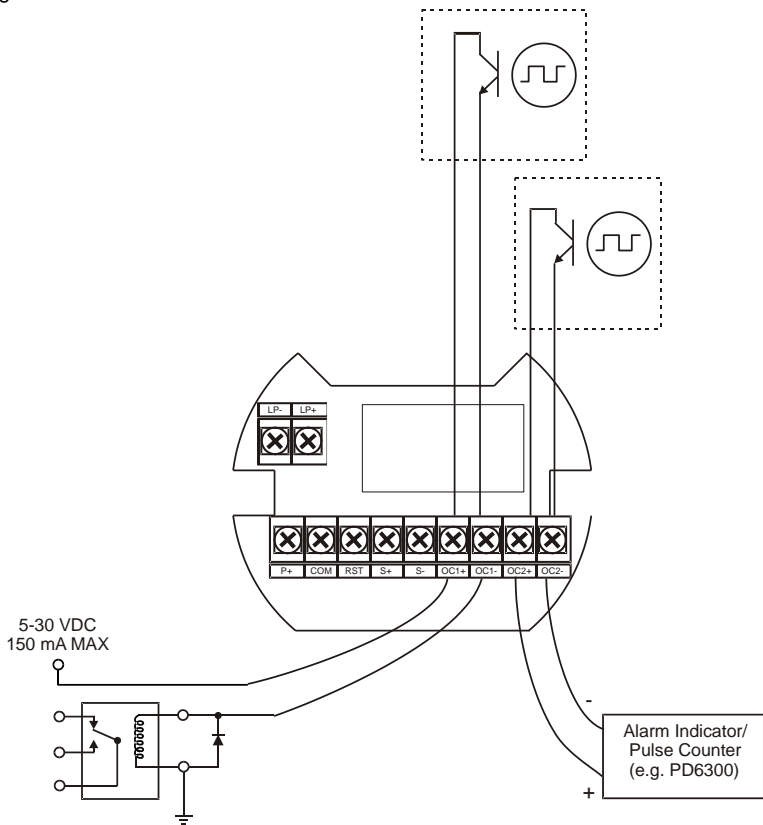 LP- LP+
P+ COM RST S+ S- OC1+ OC1- OC2+ OC2-
5-30 VDC
150 mA MAX
-
Alarm Indicator/
Pulse Counter
(e.g. PD6300)
+